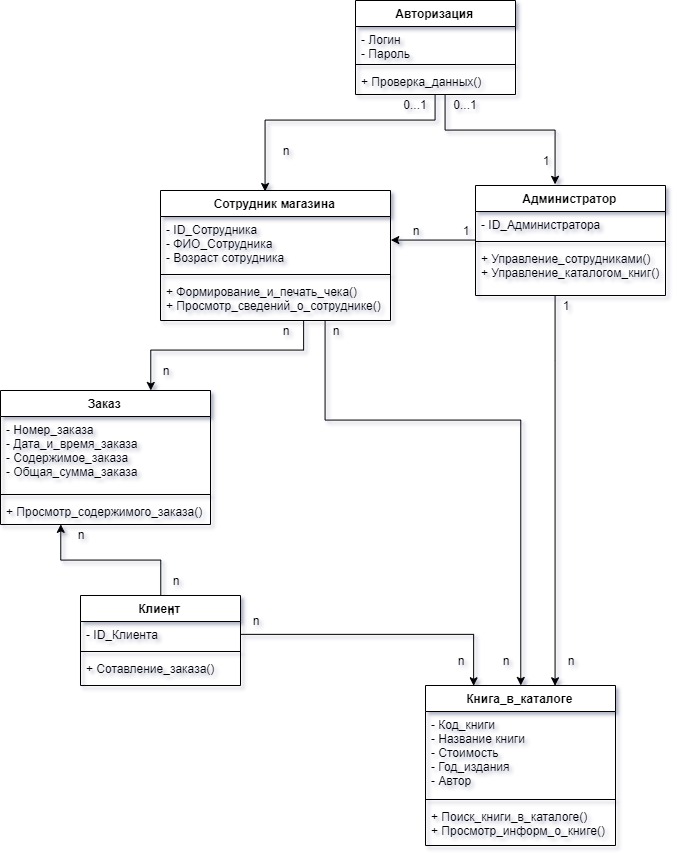 Авторизация
- Логин
- Пароль
+ Проверка_данных()
0...1
0...1
n
1
Сотрудник магазина
- ID_Сотрудника
- ФИО_Сотрудника
- Возраст сотрудника
+ Формирование_и_печать_чека()
+ Просмотр_сведений_о_сотруднике()
n
1
Администратор
- ID_Администратора
+ Управление_сотрудниками()
+ Управление_каталогом_книг()
n
n
1
n
Заказ
- Номер_заказа
- Дата_и_время_заказа
- Содержимое_заказа
- Общая_сумма_заказа
+ Просмотр_содержимого_заказа()
n
n
Клиент
n
- ID_Клиента
+ Сотавление_заказа()
n
n
n
n
Книга_в_каталоге
- Код_книги
- Название книги
- Стоимость
- Год_издания
- Автор
+ Поиск_книги_в_каталоге()
+ Просмотр_информ_о_книге()